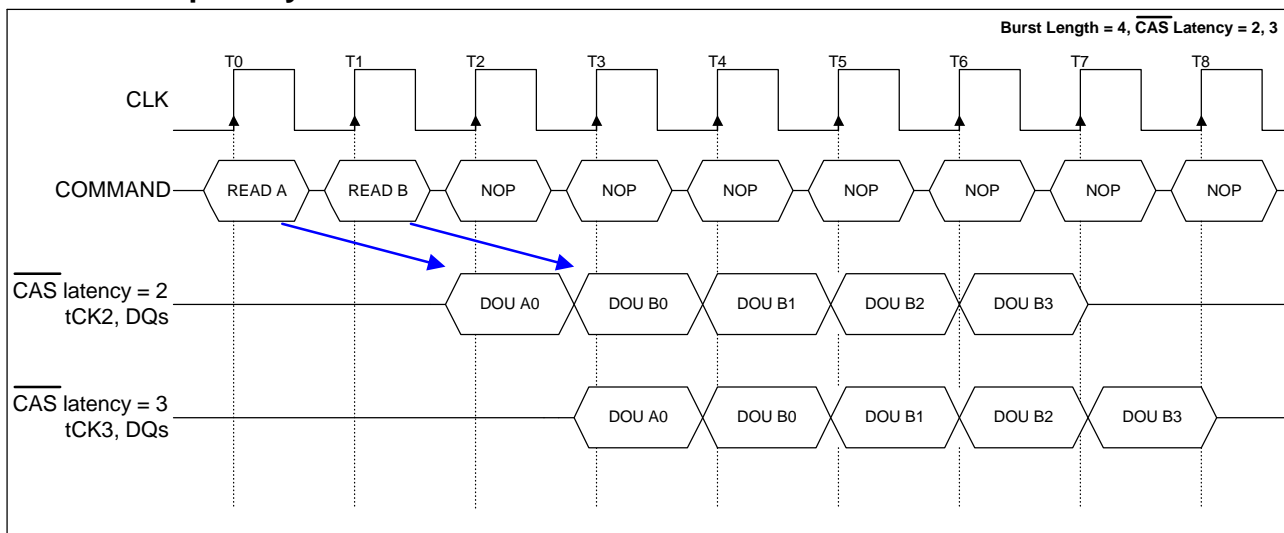 Burst Length = 4, CAS Latency = 2, 3
T0 T1 T2 T3 T4 T5 T6 T7 T8
CLK
COMMAND READ A READ B NOP NOP NOP NOP NOP NOP NOP
CAS latency = 2
tCK2, DQs
DOU A0 DOU B0 DOU B1 DOU B2 DOU B3
CAS latency = 3
tCK3, DQs
DOU A0 DOU B0 DOU B1 DOU B2 DOU B3